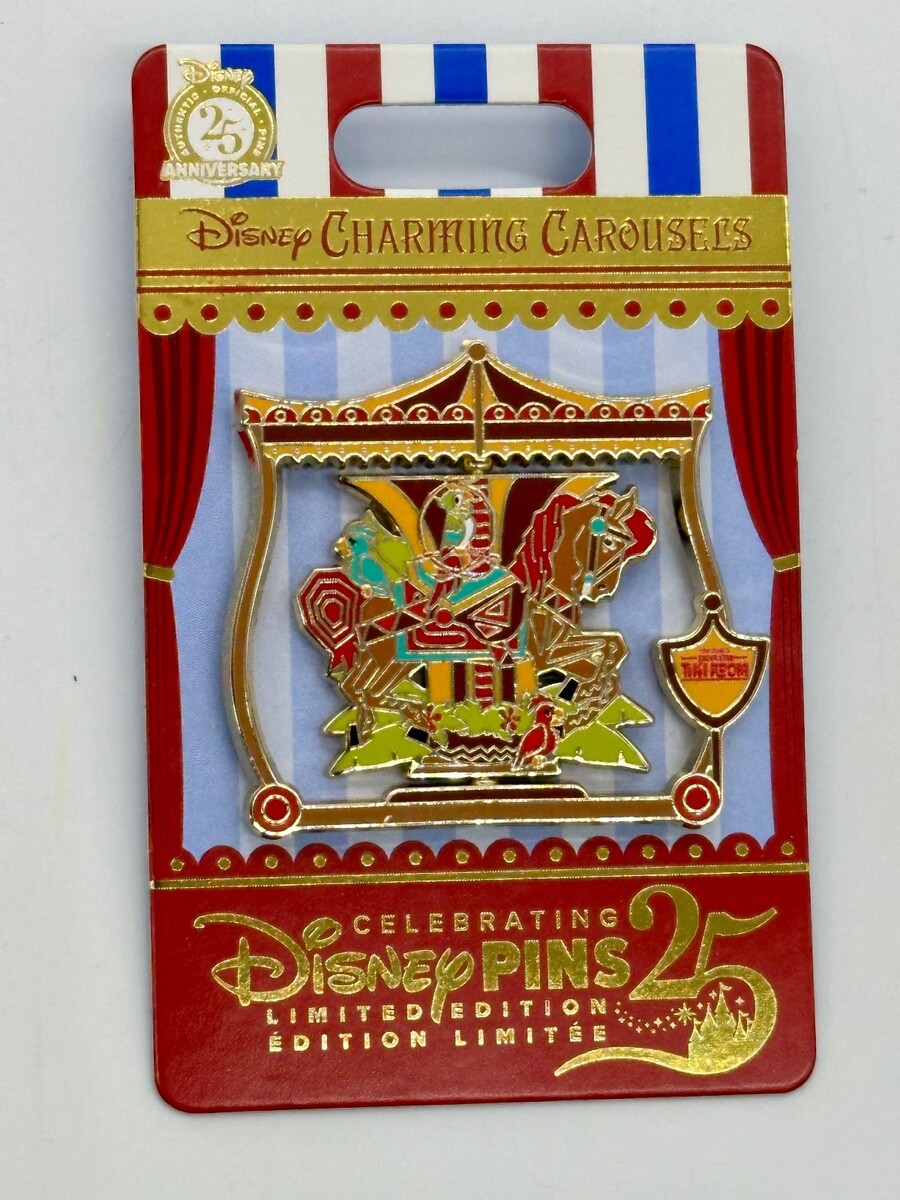 Disney
AUTHENTIC • OFFICIAL • PINS
25
ANNIVERSARY
Disney CHARMING CAROUSELS
TIKI ROOM
CELEBRATING
Disney PINS 25
LIMITED EDITION
ÉDITION LIMITÉE